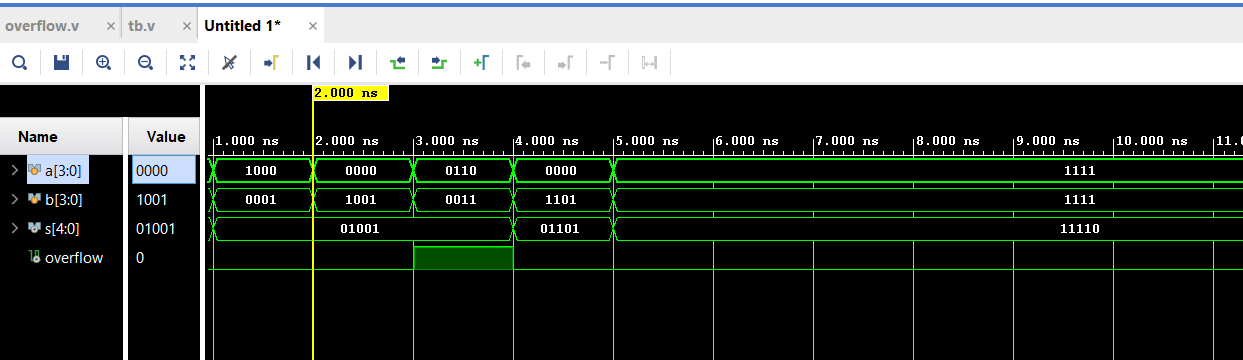 overflow.v × tb.v × Untitled 1* ×
2.000 ns
Name Value
1.000 ns 2.000 ns 3.000 ns 4.000 ns 5.000 ns 6.000 ns 7.000 ns 8.000 ns 9.000 ns 10.000 ns 11.0
a[3:0] 0000 1000 0000 0110 0000 1111
b[3:0] 1001 0001 1001 0011 1101 1111
s[4:0] 01001 01001 01101 11110
overflow 0